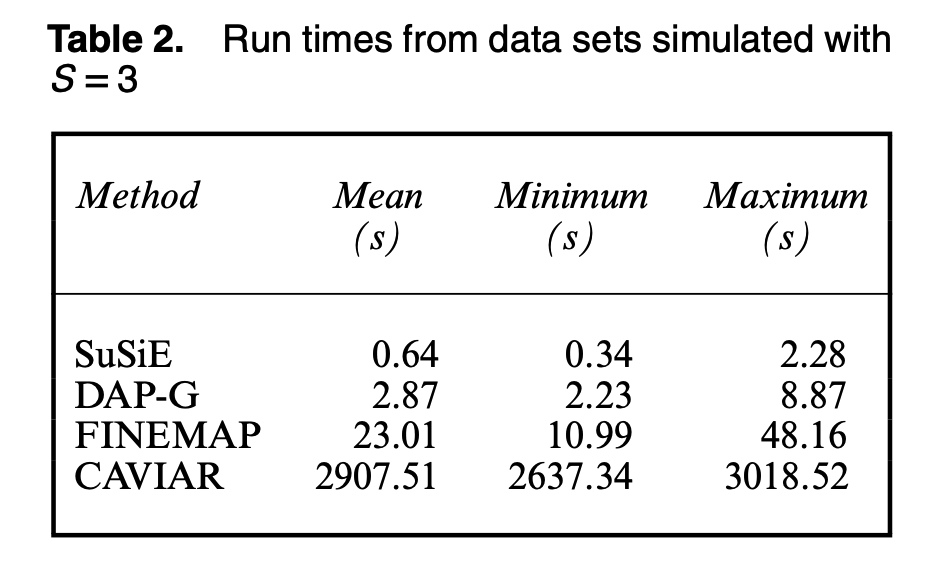 Table 2. Run times from data sets simulated with
S = 3
Method Mean Minimum Maximum
(s) (s) (s)
SuSiE 0.64 0.34 2.28
DAP-G 2.87 2.23 8.87
FINEMAP 23.01 10.99 48.16
CAVIAR 2907.51 2637.34 3018.52